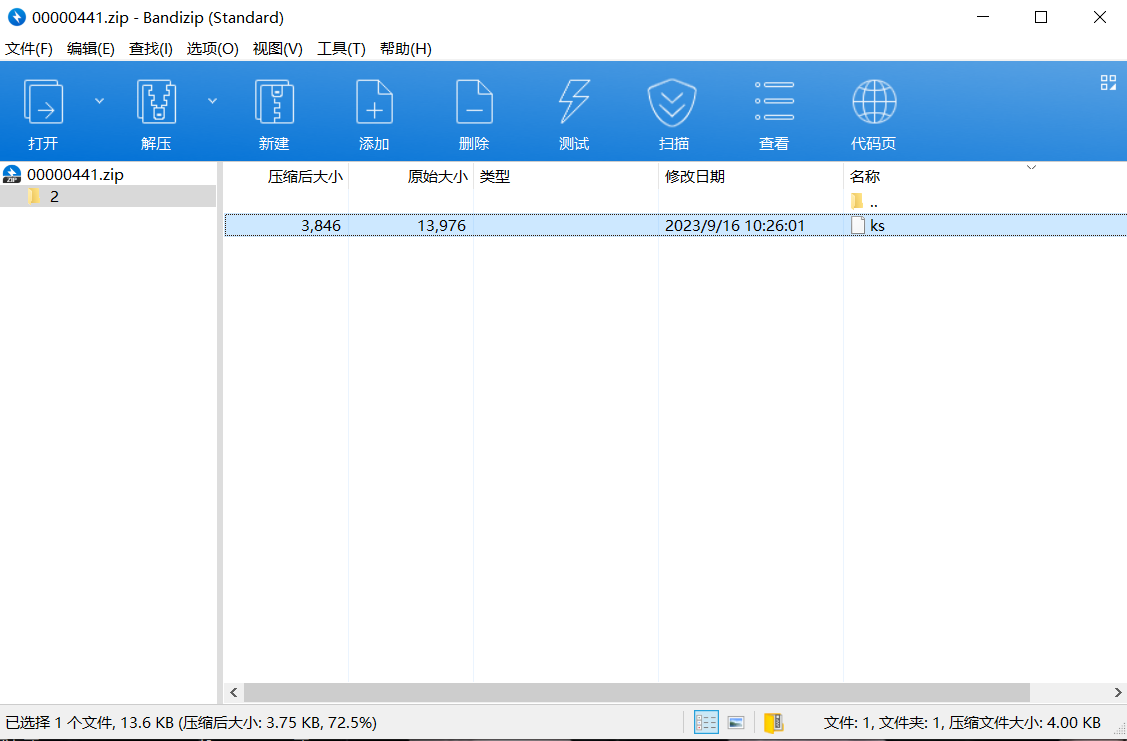 00000441.zip - Bandizip (Standard)
文件(F) 编辑(E) 查找(I) 选项(O) 视图(V) 工具(T) 帮助(H)
打开 解压 新建 添加 删除 测试 扫描 查看 代码页
00000441.zip
2
压缩后大小 原始大小 类型 修改日期 名称
..
3,846 13,976 2023/9/16 10:26:01 ks
已选择 1 个文件, 13.6 KB (压缩后大小: 3.75 KB, 72.5%) 文件: 1, 文件夹: 1, 压缩文件大小: 4.00 KB